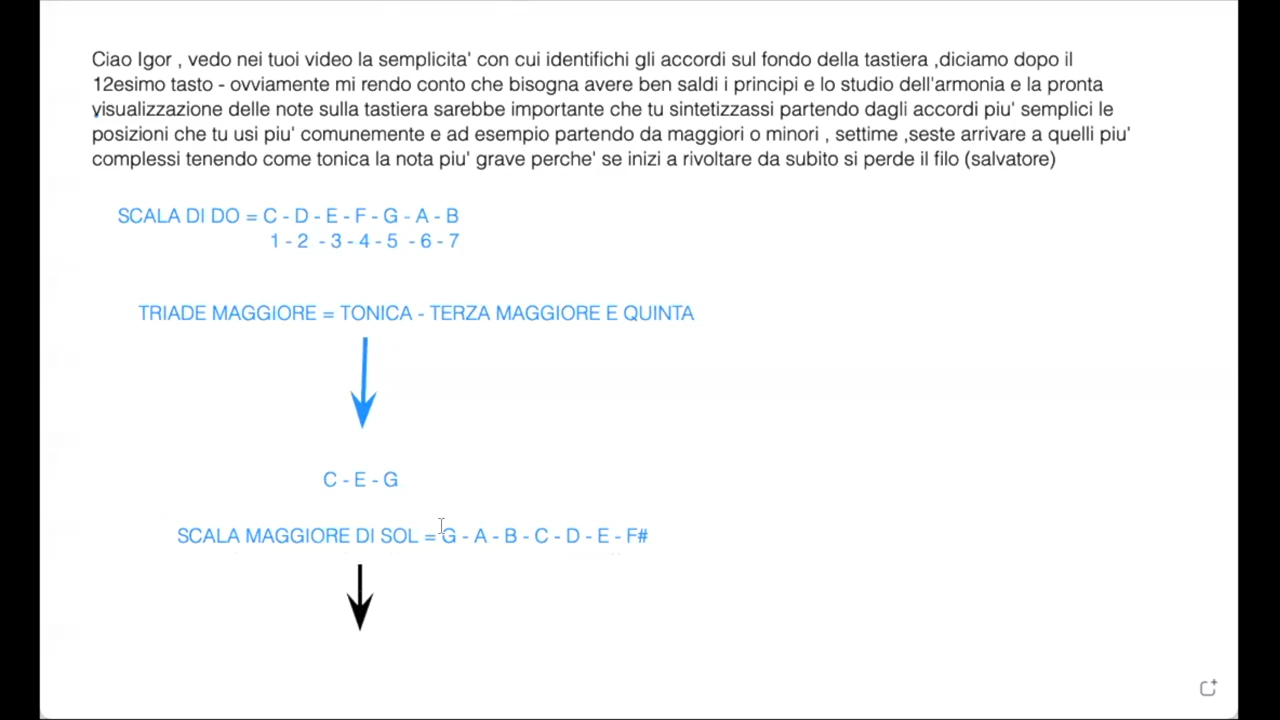 Ciao Igor , vedo nei tuoi video la semplicita' con cui identifichi gli accordi sul fondo della tastiera ,diciamo dopo il
12esimo tasto - ovviamente mi rendo conto che bisogna avere ben saldi i principi e lo studio dell'armonia e la pronta
visualizzazione delle note sulla tastiera sarebbe importante che tu sintetizzassi partendo dagli accordi piu' semplici le
posizioni che tu usi piu' comunemente e ad esempio partendo da maggiori o minori , settime ,seste arrivare a quelli piu'
complessi tenendo come tonica la nota piu' grave perche' se inizi a rivoltare da subito si perde il filo (salvatore)
SCALA DI DO = C - D - E - F - G - A - B
1 - 2 - 3 - 4 - 5 - 6 - 7
TRIADE MAGGIORE = TONICA - TERZA MAGGIORE E QUINTA
C - E - G
SCALA MAGGIORE DI SOL = G - A - B - C - D - E - F#